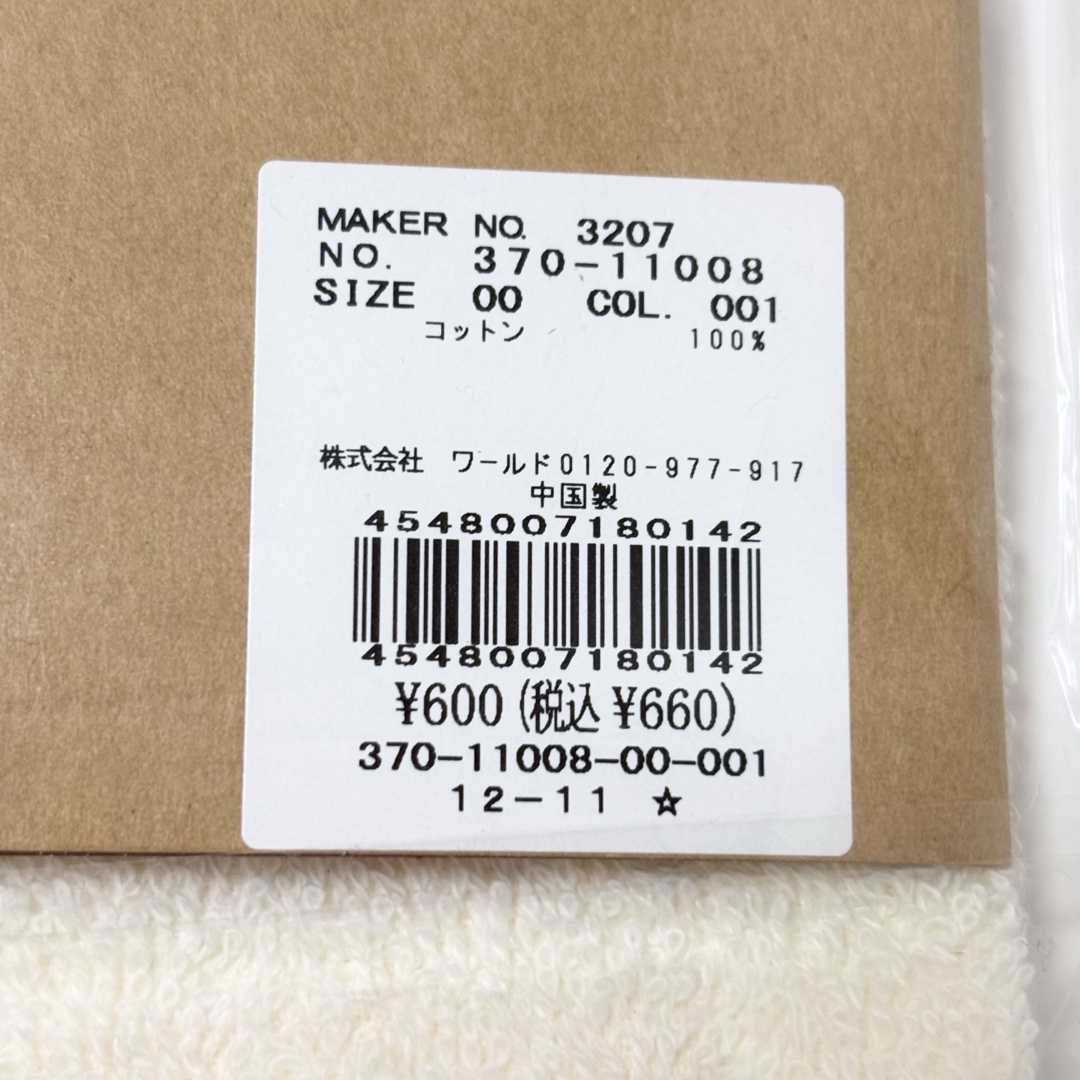 MAKER NO. 3207
NO. 370-11008
SIZE 00 COL. 001
コットン 100%
株式会社 ワールド0120-977-917
中国製
4548007180142
4548007180142
¥600 (税込 ¥660)
370-11008-00-001
12-11 ☆